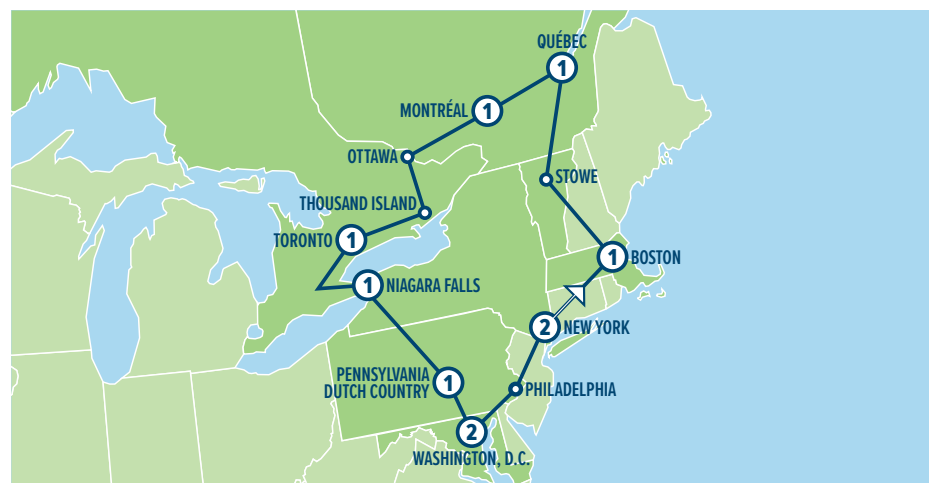 QUÉBEC
1
MONTRÉAL 1
OTTAWA
STOWE
THOUSAND ISLAND
TORONTO 1
1 BOSTON
1 NIAGARA FALLS
2 NEW YORK
PENNSYLVANIA
DUTCH COUNTRY 1
PHILADELPHIA
2
WASHINGTON, D.C.